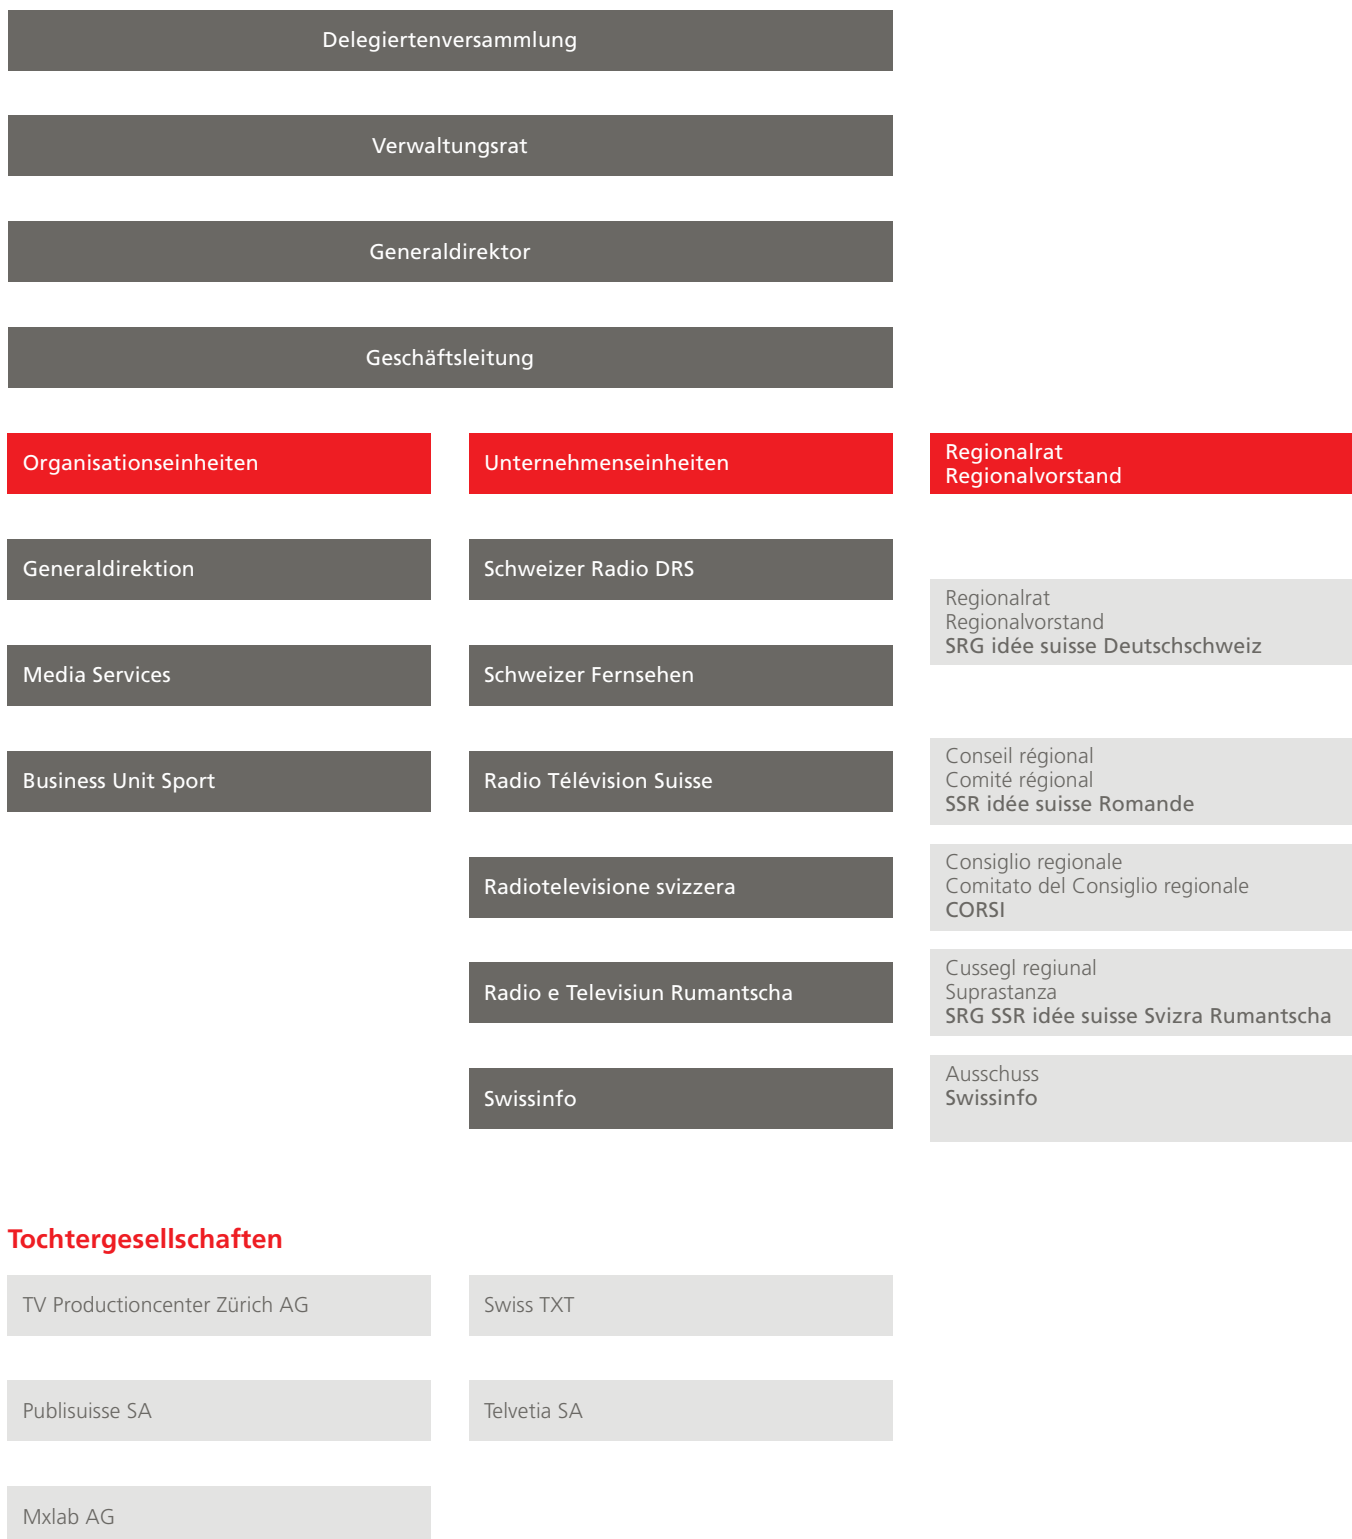 Delegiertenversammlung
Verwaltungsrat
Generaldirektor
Geschäftsleitung
Organisationseinheiten
Generaldirektion
Media Services
Business Unit Sport
Unternehmenseinheiten
Schweizer Radio DRS
Schweizer Fernsehen
Radio Télévision Suisse
Radiotelevisione svizzera
Radio e Televisiun Rumantscha
Swissinfo
Regionalrat
Regionalvorstand
Regionalrat
Regionalvorstand
SRG idée suisse Deutschschweiz
Conseil régional
Comité régional
SSR idée suisse Romande
Consiglio regionale
Comitato del Consiglio regionale
CORSI
Cussegl regiunal
Suprastanza
SRG SSR idée suisse Svizra Rumantscha
Ausschuss
Swissinfo
Tochtergesellschaften
TV Productioncenter Zürich AG
Publisuisse SA
Mxlab AG
Swiss TXT
Telvetia SA